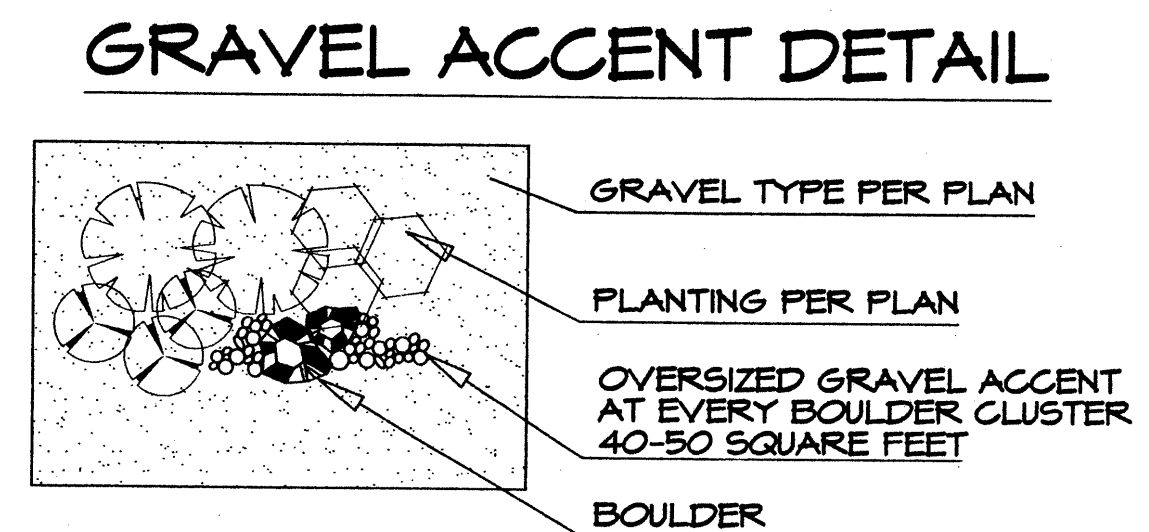 GRAVEL ACCENT DETAIL
GRAVEL TYPE PER PLAN
PLANTING PER PLAN
OVERSIZED GRAVEL ACCENT
AT EVERY BOULDER CLUSTER
40-50 SQUARE FEET
BOULDER